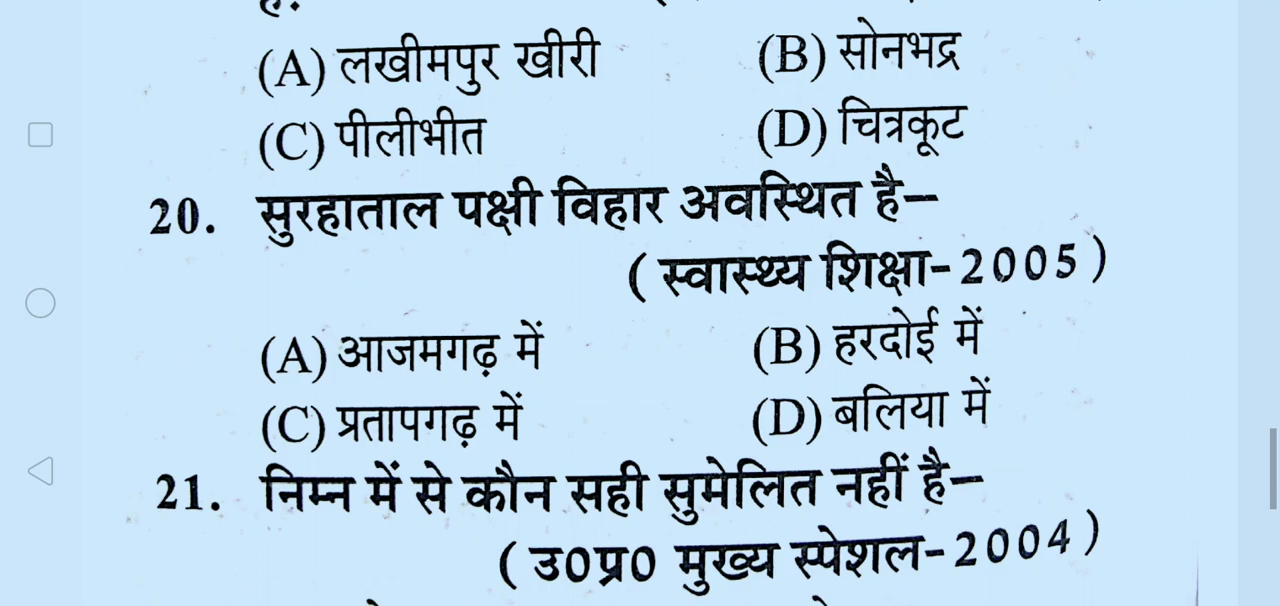 (A) लखीमपुर खीरी (B) सोनभद्र
(C) पीलीभीत (D) चित्रकूट
20. सुरहाताल पक्षी विहार अवस्थित है–
( स्वास्थ्य शिक्षा-2005 )
(A) आजमगढ़ में (B) हरदोई में
(C) प्रतापगढ़ में (D) बलिया में
21. निम्न में से कौन सही सुमेलित नहीं है–
( उ0प्र0 मुख्य स्पेशल-2004 )